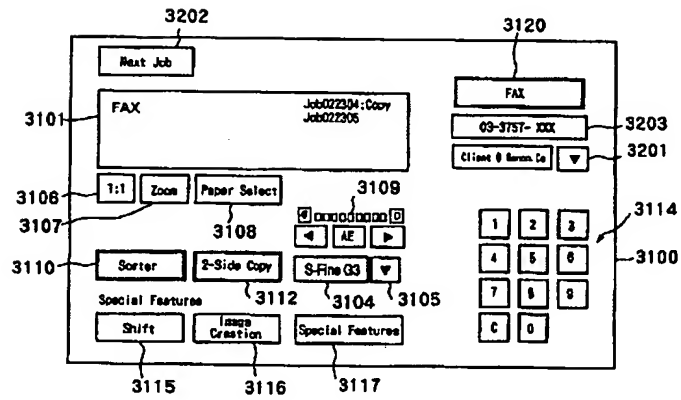 3202
3120
Next Job
3101
FAX
Job022304:Copy
Job022305
FAX
03-3757-XXX
3203
Client @ Canon.Co
3201
1:1
Zoom
Paper Select
3106
3107
3108
3109
AE
1 2 3
3114
3110
Sorter
2-Side Copy
S-Fine G3
4 5 6
3100
3112
3104
3105
7 8 9
Special Features
Shift
Image
Creation
Special Features
C 0
3115
3116
3117